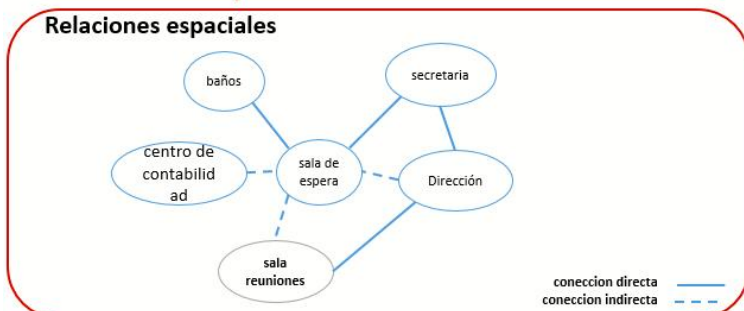 Relaciones espaciales
baños
secretaria
centro de
contabilid
ad
sala de
espera
Dirección
sala
reuniones
coneccion directa
coneccion indirecta